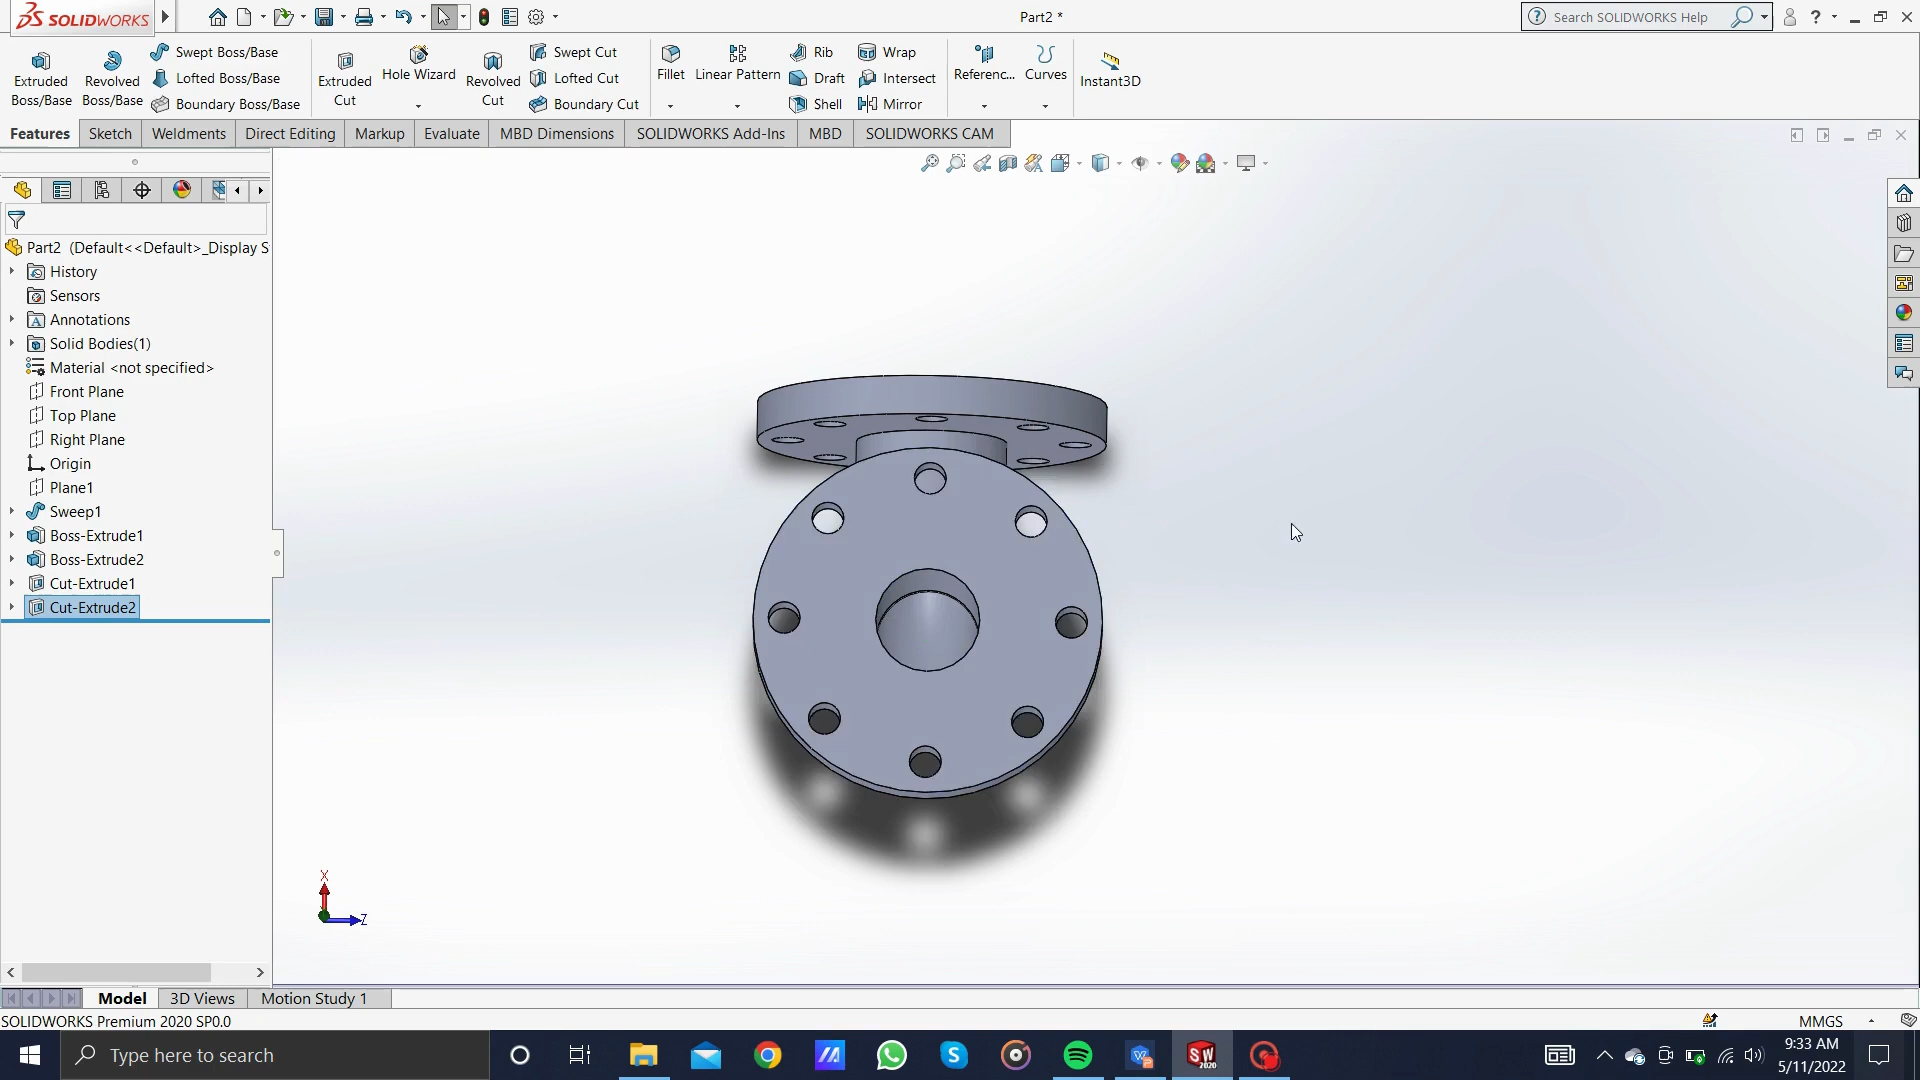 SOLIDWORKS
Part2 *
Search SOLIDWORKS Help
?
Extruded Boss/Base
Revolved Boss/Base
Swept Boss/Base
Lofted Boss/Base
Boundary Boss/Base
Extruded Cut
Hole Wizard
Revolved Cut
Swept Cut
Lofted Cut
Boundary Cut
Fillet
Linear Pattern
Rib
Draft
Shell
Wrap
Intersect
Mirror
Referenc...
Curves
Instant3D
Features
Sketch
Weldments
Direct Editing
Markup
Evaluate
MBD Dimensions
SOLIDWORKS Add-Ins
MBD
SOLIDWORKS CAM
Part2 (Default<<Default>_Display S
History
Sensors
Annotations
Solid Bodies(1)
Material <not specified>
Front Plane
Top Plane
Right Plane
Origin
Plane1
Sweep1
Boss-Extrude1
Boss-Extrude2
Cut-Extrude1
Cut-Extrude2
X
Z
Model
3D Views
Motion Study 1
SOLIDWORKS Premium 2020 SP0.0
MMGS
Type here to search
SW
2020
9:33 AM
5/11/2022